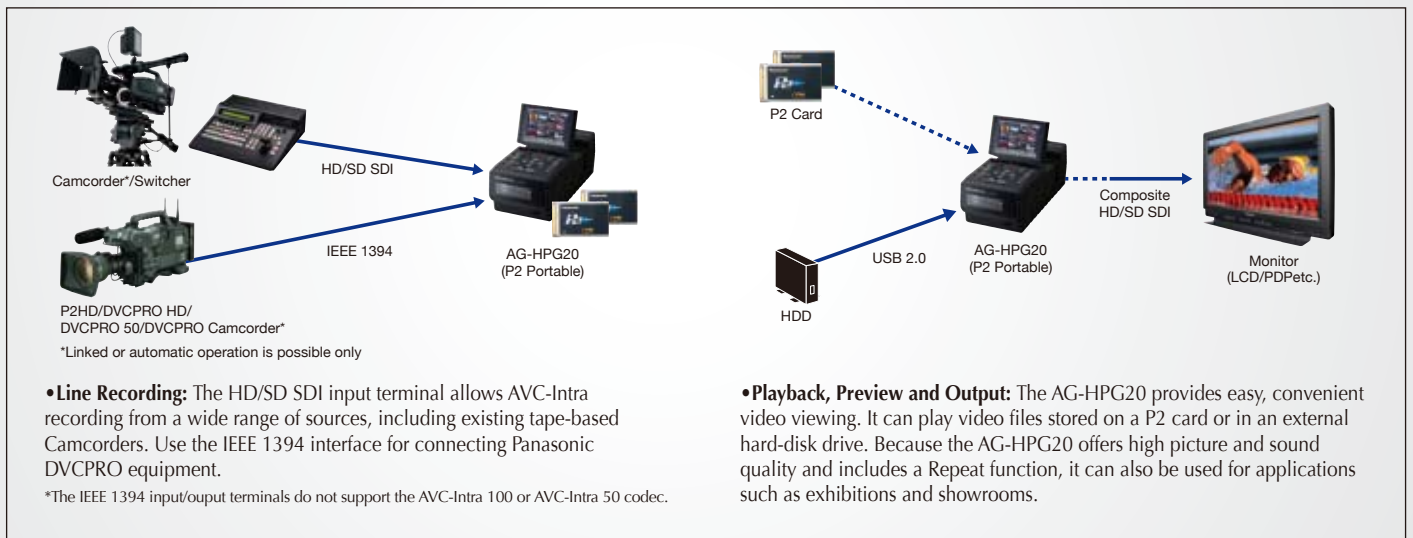 Camcorder*/Switcher
HD/SD SDI
IEEE 1394
AG-HPG20
(P2 Portable)
P2HD/DVCPRO HD/
DVCPRO 50/DVCPRO Camcorder*
*Linked or automatic operation is possible only
•Line Recording: The HD/SD SDI input terminal allows AVC-Intra
recording from a wide range of sources, including existing tape-based
Camcorders. Use the IEEE 1394 interface for connecting Panasonic
DVCPRO equipment.
*The IEEE 1394 input/ouput terminals do not support the AVC-Intra 100 or AVC-Intra 50 codec.
P2 Card
USB 2.0
HDD
AG-HPG20
(P2 Portable)
Composite
HD/SD SDI
Monitor
(LCD/PDPetc.)
•Playback, Preview and Output: The AG-HPG20 provides easy, convenient
video viewing. It can play video files stored on a P2 card or in an external
hard-disk drive. Because the AG-HPG20 offers high picture and sound
quality and includes a Repeat function, it can also be used for applications
such as exhibitions and showrooms.